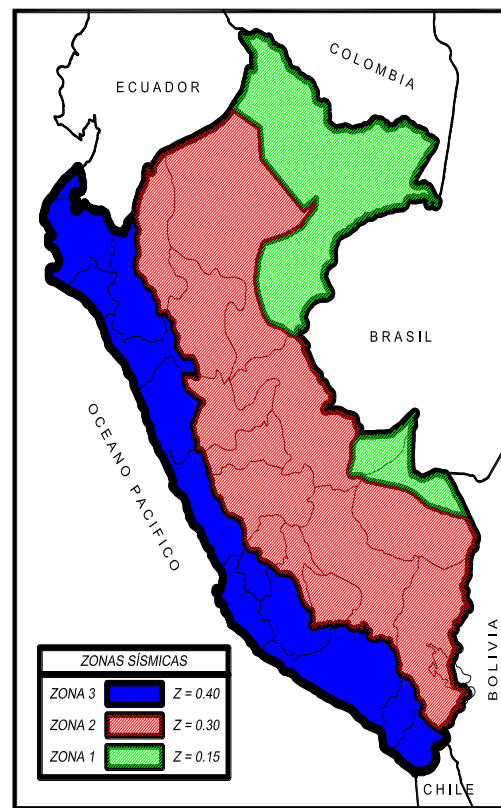 COLOMBIA
ECUADOR
BRASIL
OCEANO PACIFICO
BOLIVIA
ZONAS SÍSMICAS
ZONA 3 Z = 0.40
ZONA 2 Z = 0.30
ZONA 1 Z = 0.15
CHILE